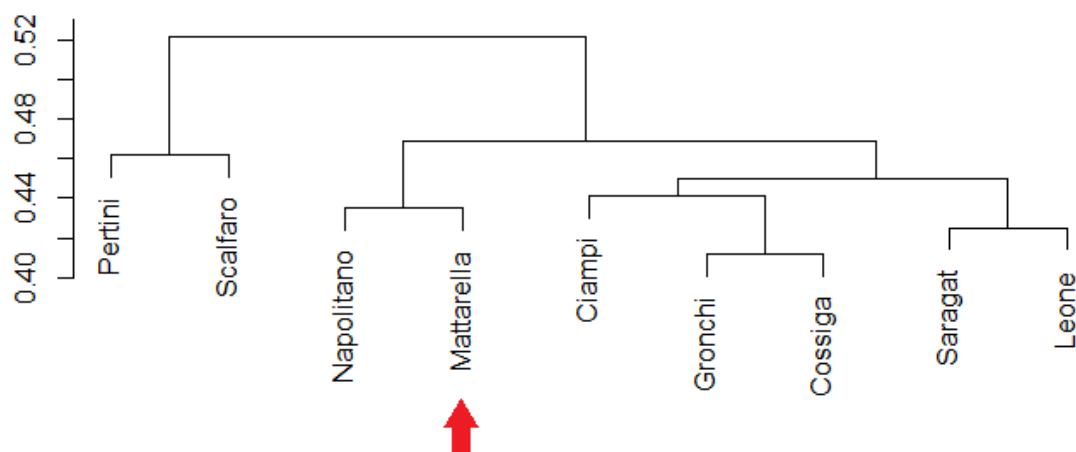 0.52
0.48
0.44
0.40
Pertini
Scalfaro
Napolitano
Mattarella
Ciampi
Gronchi
Cossiga
Saragat
Leone